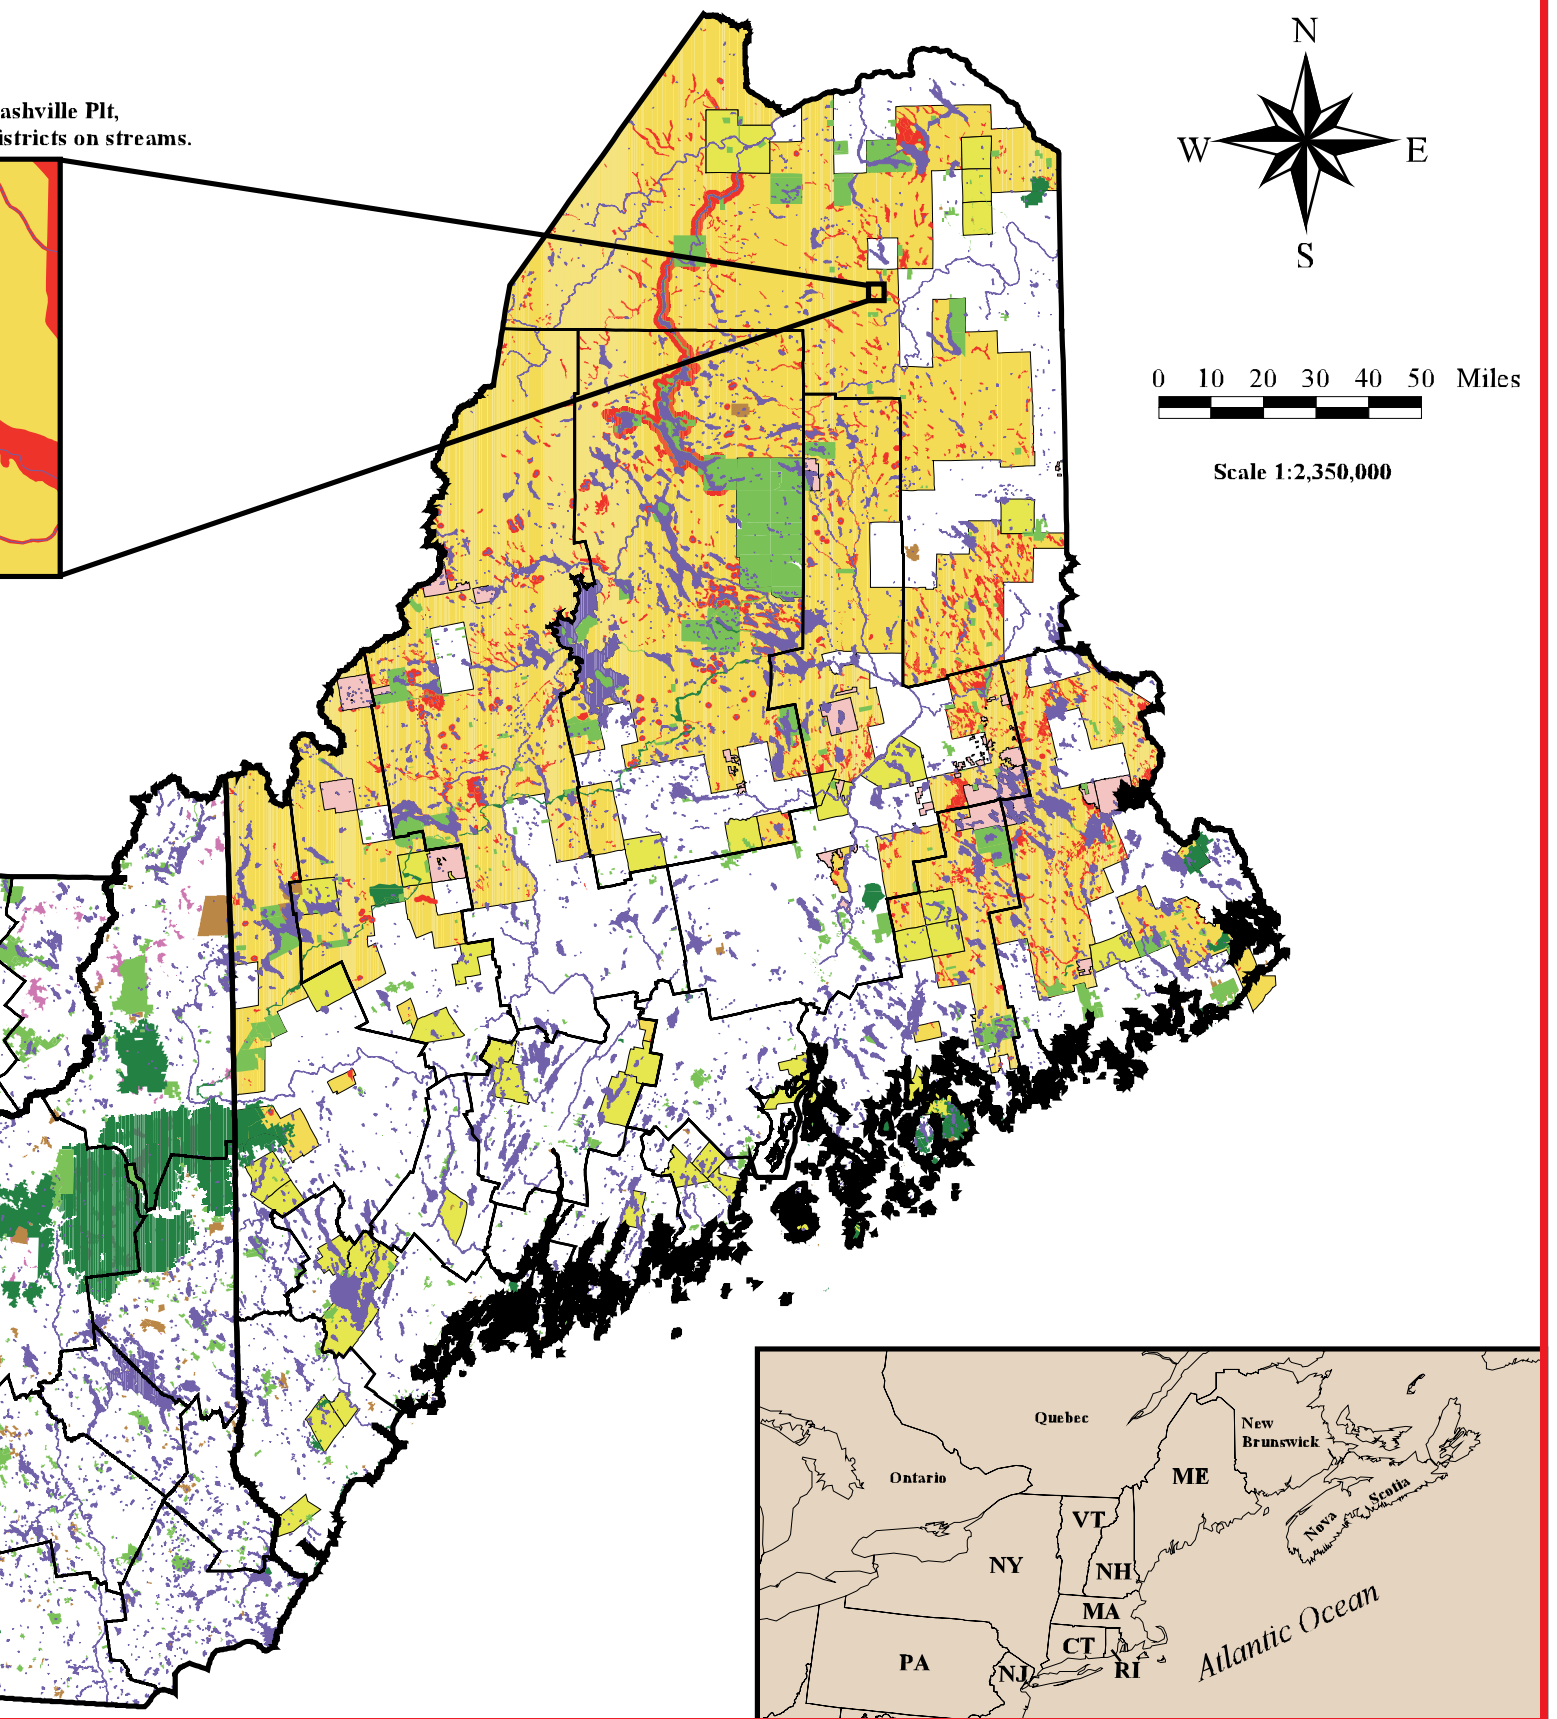 N
ashville Plt,
istricts on streams.
W
E
S
0 10 20 30 40 50 Miles
Scale 1:2,350,000
Quebec
New
Brunswick
Ontario
ME
Nova Scotia
VT
NY
NH
MA
Atlantic Ocean
CT
PA
NJ
RI